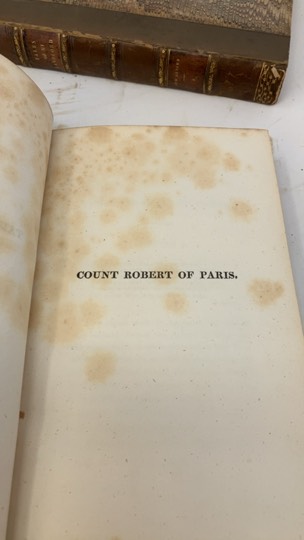 COUNT ROBERT OF PARIS.